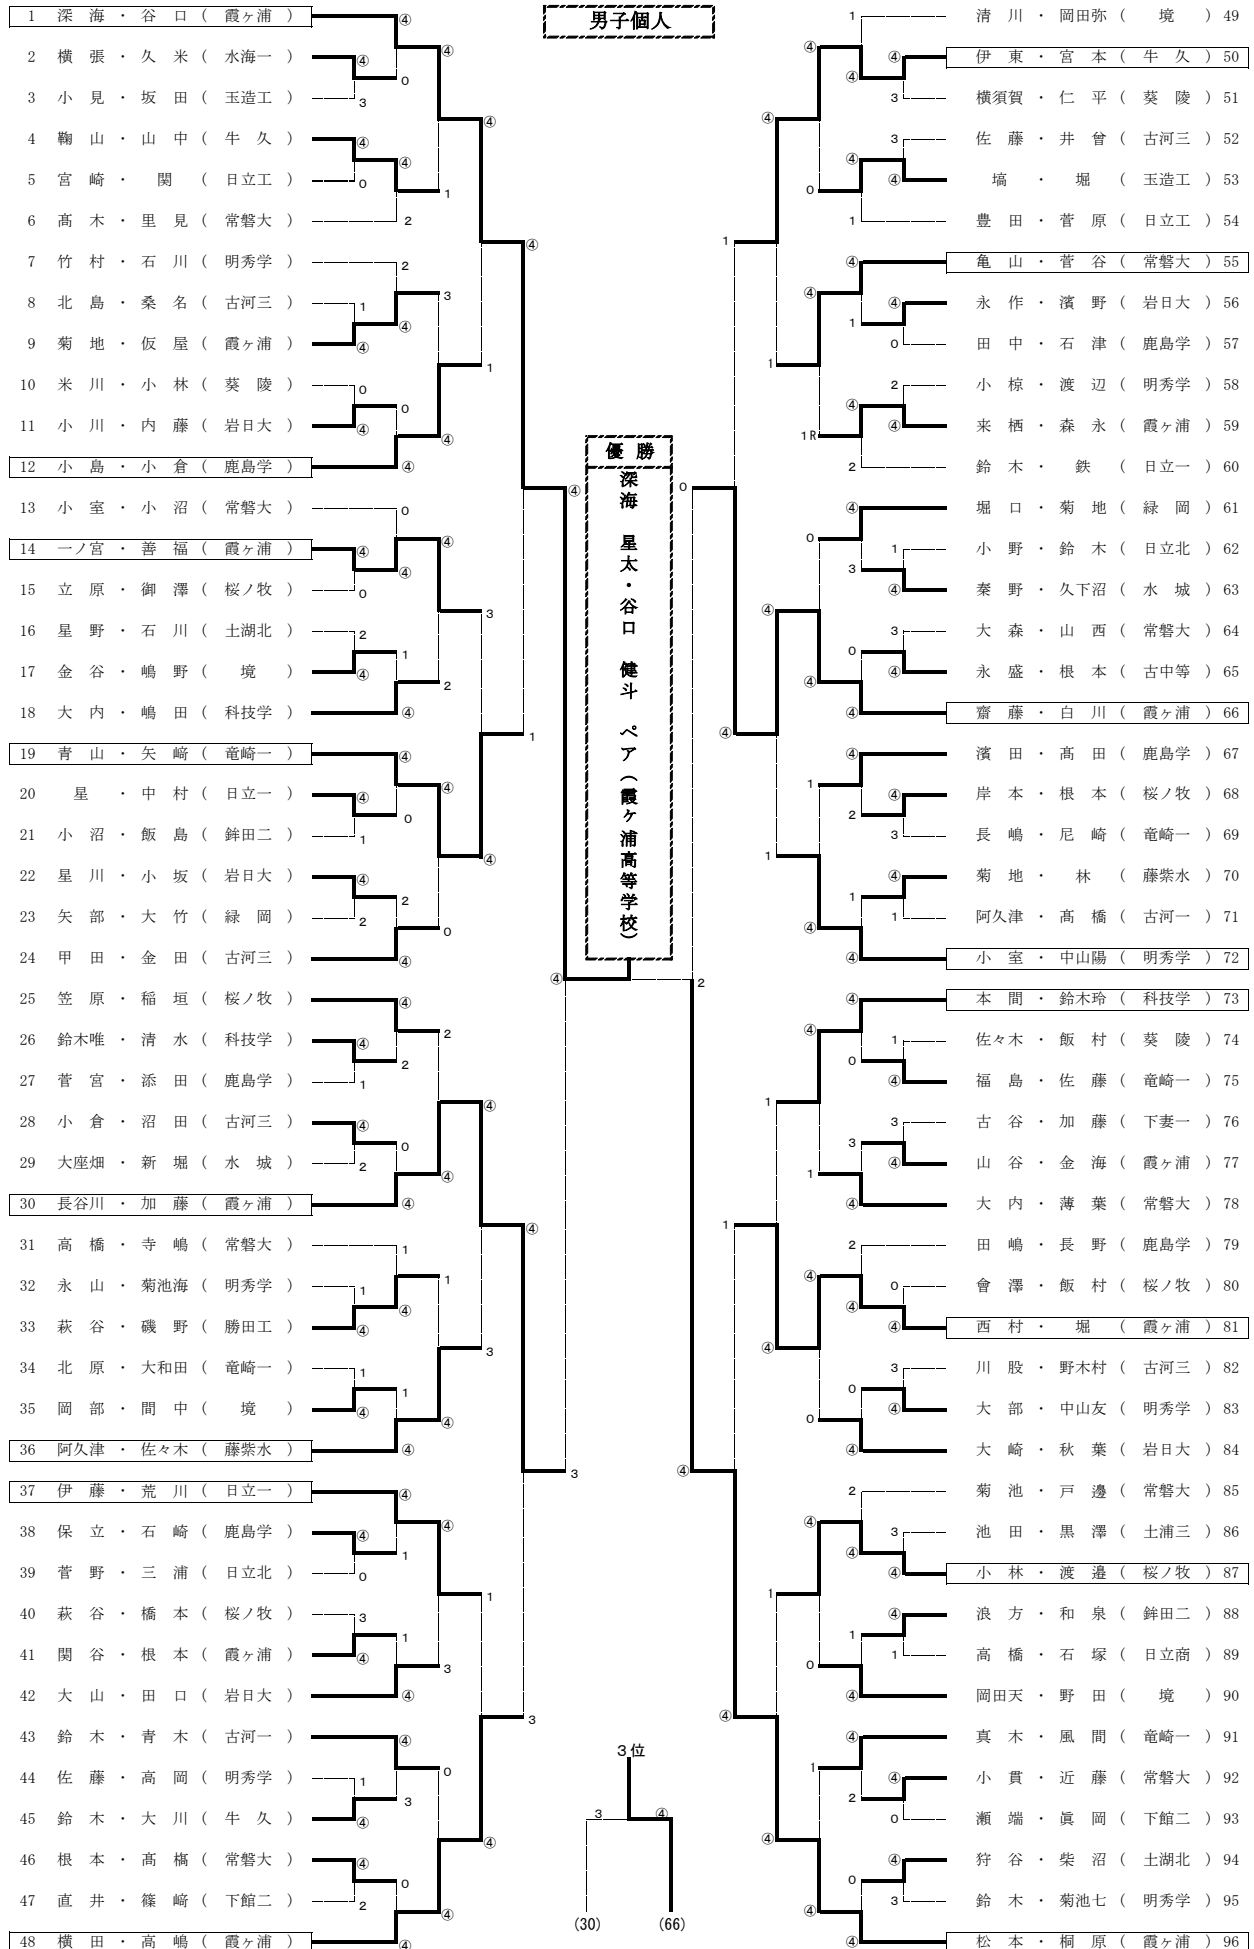 男子個人
1 深海・谷口（霞ヶ浦）
2 横張・久米（水海一）
3 小見・坂田（玉造工）
4 鞠山・山中（牛久）
5 宮崎・関（日立工）
6 髙木・里見（常磐大）
7 竹村・石川（明秀学）
8 北島・桑名（古河三）
9 菊地・仮屋（霞ヶ浦）
10 米川・小林（葵陵）
11 小川・内藤（岩日大）
12 小島・小倉（鹿島学）
13 小室・小沼（常磐大）
14 一ノ宮・善福（霞ヶ浦）
15 立原・御澤（桜ノ牧）
16 星野・石川（土湖北）
17 金谷・嶋野（境）
18 大内・嶋田（科技学）
19 青山・矢﨑（竜崎一）
20 星・中村（日立一）
21 小沼・飯島（鉾田二）
22 星川・小坂（岩日大）
23 矢部・大竹（緑岡）
24 甲田・金田（古河三）
25 笠原・稲垣（桜ノ牧）
26 鈴木唯・清水（科技学）
27 菅宮・添田（鹿島学）
28 小倉・沼田（古河三）
29 大座畑・新堀（水城）
30 長谷川・加藤（霞ヶ浦）
31 高橋・寺嶋（常磐大）
32 永山・菊池海（明秀学）
33 萩谷・磯野（勝田工）
34 北原・大和田（竜崎一）
35 岡部・間中（境）
36 阿久津・佐々木（藤紫水）
37 伊藤・荒川（日立一）
38 保立・石崎（鹿島学）
39 菅野・三浦（日立北）
40 萩谷・橋本（桜ノ牧）
41 関谷・根本（霞ヶ浦）
42 大山・田口（岩日大）
43 鈴木・青木（古河一）
44 佐藤・高岡（明秀学）
45 鈴木・大川（牛久）
46 根本・髙槗（常磐大）
47 直井・篠﨑（下館二）
48 横田・高嶋（霞ヶ浦）
優勝
深海 星太・谷口 健斗 ペア（霞ヶ浦高等学校）
3位
3 ④
(30) (66)
清川・岡田弥（境）49
伊東・宮本（牛久）50
横須賀・仁平（葵陵）51
佐藤・井曾（古河三）52
塙・堀（玉造工）53
豊田・菅原（日立工）54
亀山・菅谷（常磐大）55
永作・濱野（岩日大）56
田中・石津（鹿島学）57
小椋・渡辺（明秀学）58
来栖・森永（霞ヶ浦）59
鈴木・鉄（日立一）60
堀口・菊地（緑岡）61
小野・鈴木（日立北）62
秦野・久下沼（水城）63
大森・山西（常磐大）64
永盛・根本（古中等）65
齋藤・白川（霞ヶ浦）66
濱田・髙田（鹿島学）67
岸本・根本（桜ノ牧）68
長嶋・尼崎（竜崎一）69
菊地・林（藤紫水）70
阿久津・髙橋（古河一）71
小室・中山陽（明秀学）72
本間・鈴木玲（科技学）73
佐々木・飯村（葵陵）74
福島・佐藤（竜崎一）75
古谷・加藤（下妻一）76
山谷・金海（霞ヶ浦）77
大内・薄葉（常磐大）78
田嶋・長野（鹿島学）79
會澤・飯村（桜ノ牧）80
西村・堀（霞ヶ浦）81
川股・野木村（古河三）82
大部・中山友（明秀学）83
大崎・秋葉（岩日大）84
菊池・戸邊（常磐大）85
池田・黒澤（土浦三）86
小林・渡邉（桜ノ牧）87
浪方・和泉（鉾田二）88
高橋・石塚（日立商）89
岡田天・野田（境）90
真木・風間（竜崎一）91
小貫・近藤（常磐大）92
瀬端・眞岡（下館二）93
狩谷・柴沼（土湖北）94
鈴木・菊池七（明秀学）95
松本・桐原（霞ヶ浦）96